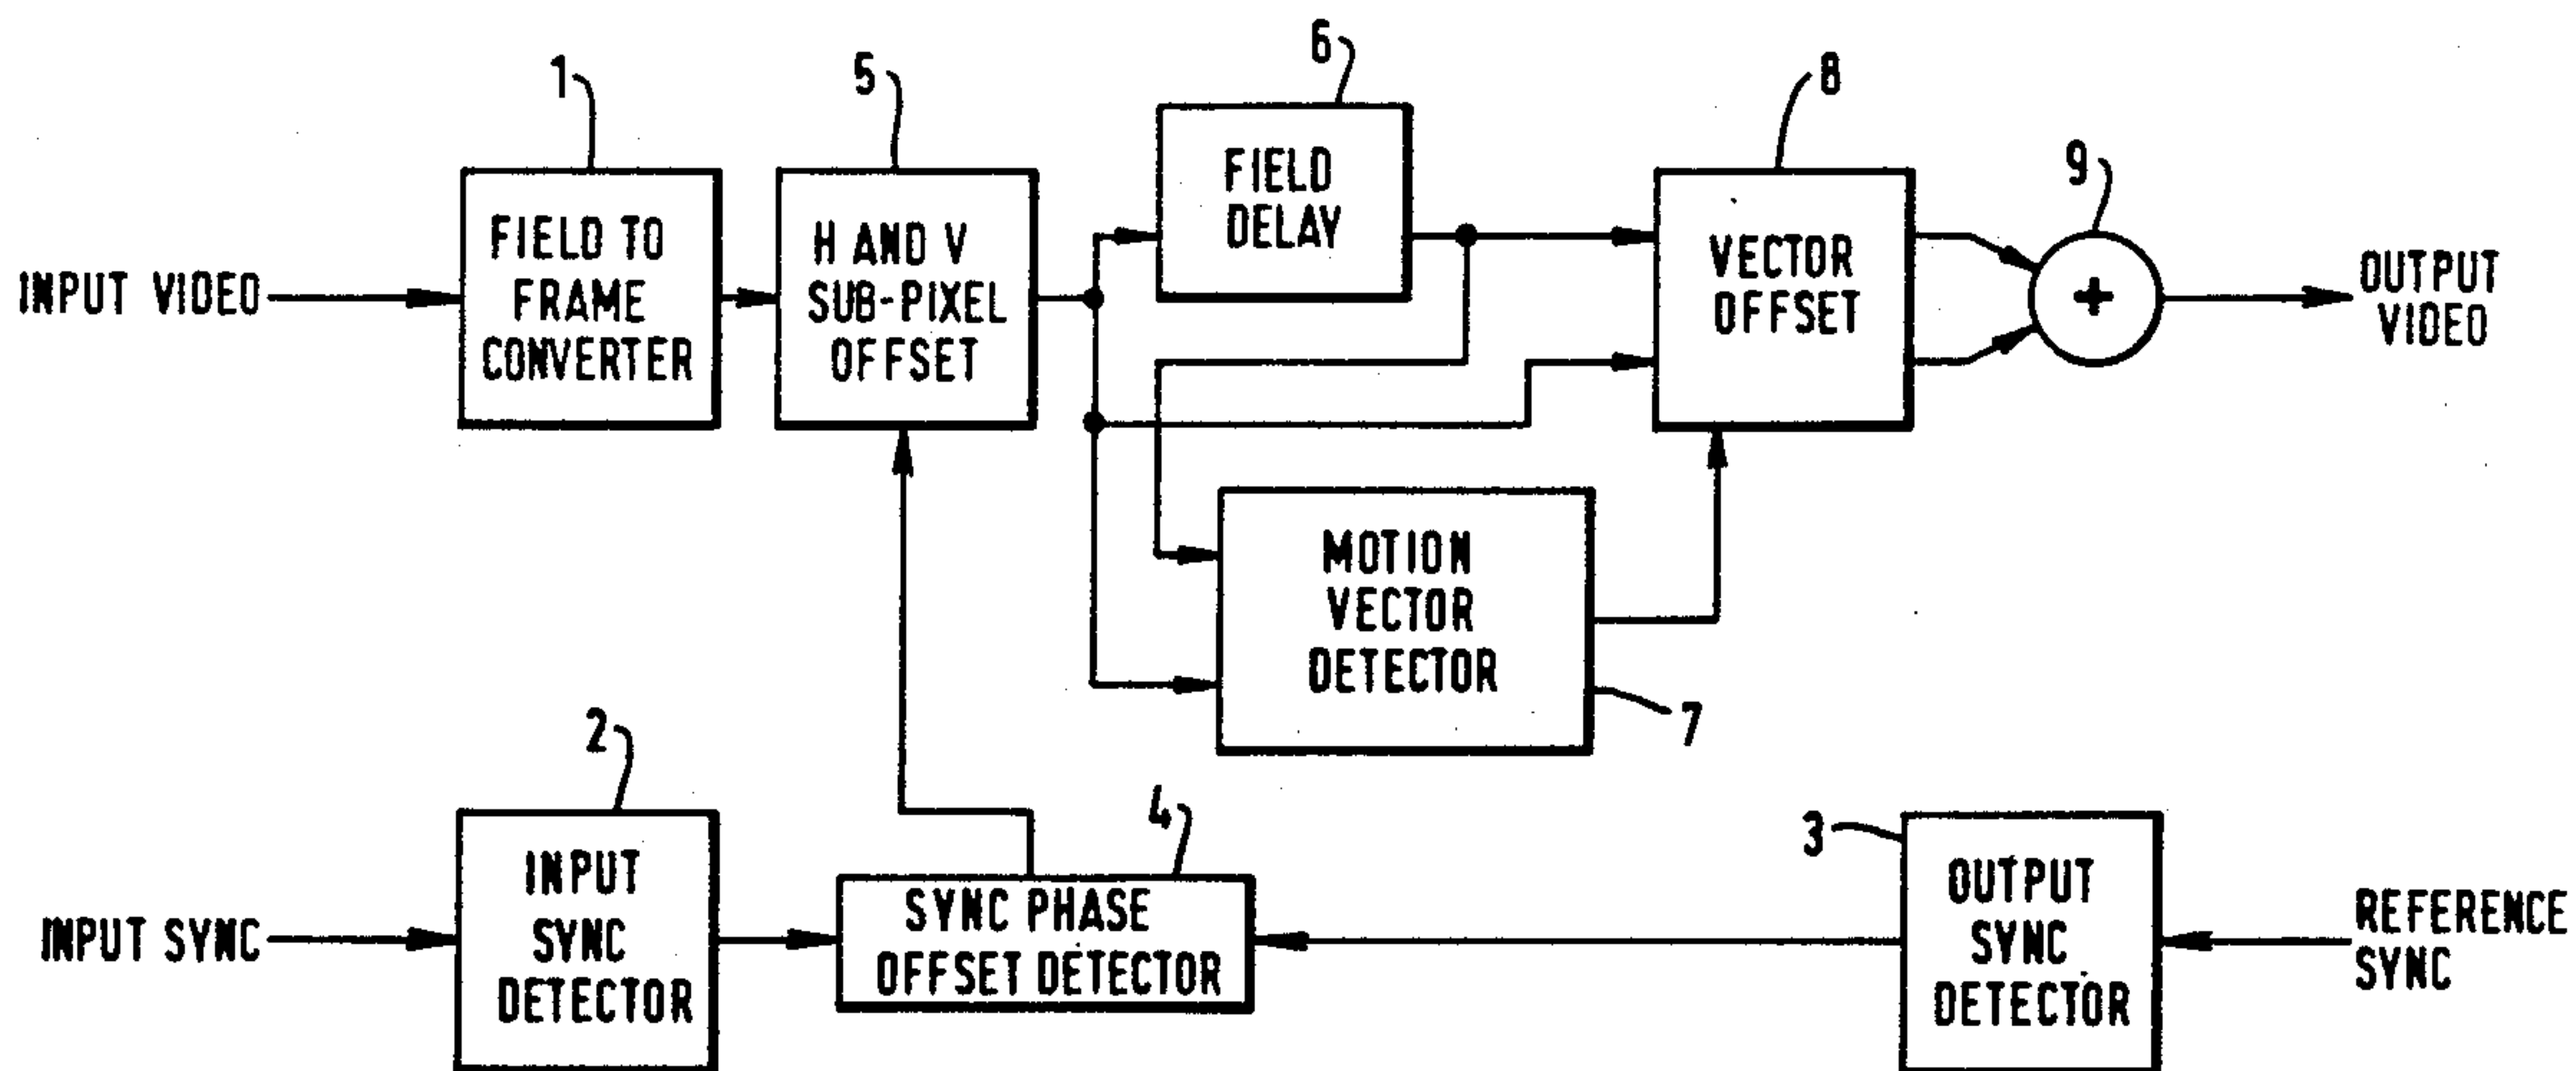 1
5
6
8
9
INPUT VIDEO
FIELD TO
FRAME
CONVERTER
H AND V
SUB-PIXEL
OFFSET
FIELD
DELAY
VECTOR
OFFSET
+
OUTPUT
VIDEO
MOTION
VECTOR
DETECTOR
7
2
4
3
INPUT SYNC
INPUT
SYNC
DETECTOR
SYNC PHASE
OFFSET DETECTOR
OUTPUT
SYNC
DETECTOR
REFERENCE
SYNC